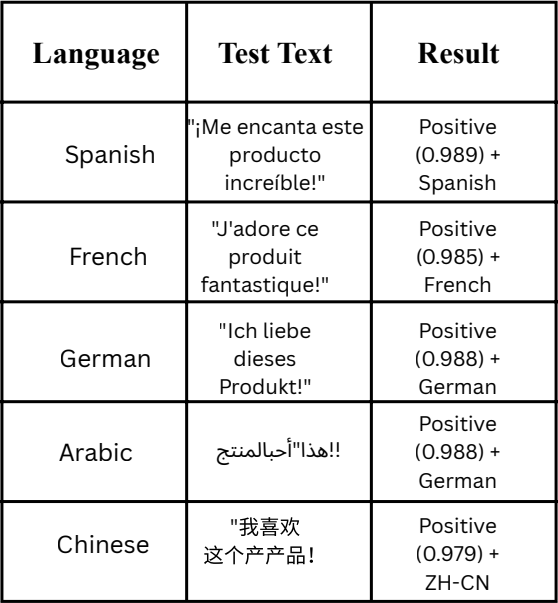 Language Test Text Result
Spanish
"¡Me encanta este
producto
increíble!"
Positive
(0.989) +
Spanish
French
"J'adore ce
produit
fantastique!"
Positive
(0.985) +
French
German
"Ich liebe
dieses
Produkt!"
Positive
(0.988) +
German
Arabic
هذا"أحبالمنتج!!
Positive
(0.988) +
German
Chinese
"我喜欢
这个产产品！
Positive
(0.979) +
ZH-CN